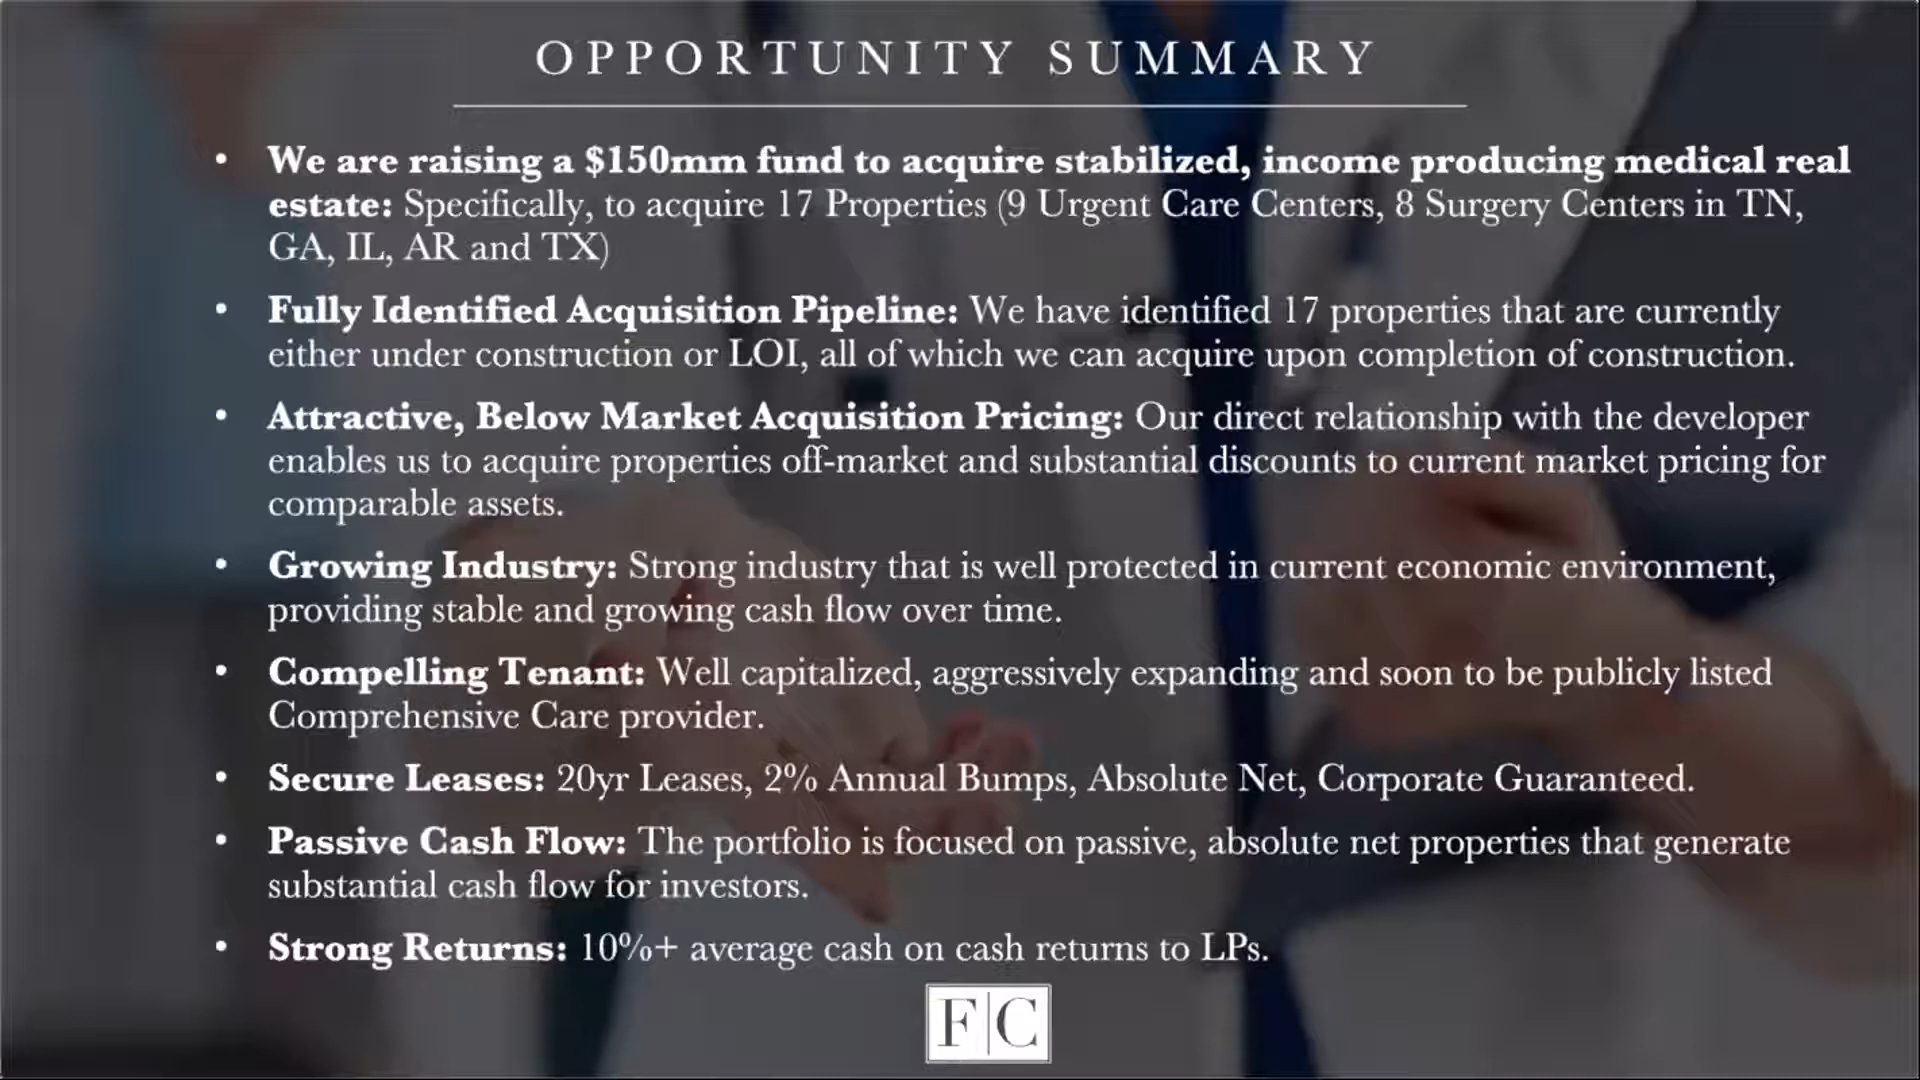 OPPORTUNITY SUMMARY
• We are raising a $150mm fund to acquire stabilized, income producing medical real
estate: Specifically, to acquire 17 Properties (9 Urgent Care Centers, 8 Surgery Centers in TN,
GA, IL, AR and TX)
• Fully Identified Acquisition Pipeline: We have identified 17 properties that are currently
either under construction or LOI, all of which we can acquire upon completion of construction.
• Attractive, Below Market Acquisition Pricing: Our direct relationship with the developer
enables us to acquire properties off-market and substantial discounts to current market pricing for
comparable assets.
• Growing Industry: Strong industry that is well protected in current economic environment,
providing stable and growing cash flow over time.
• Compelling Tenant: Well capitalized, aggressively expanding and soon to be publicly listed
Comprehensive Care provider.
• Secure Leases: 20yr Leases, 2% Annual Bumps, Absolute Net, Corporate Guaranteed.
• Passive Cash Flow: The portfolio is focused on passive, absolute net properties that generate
substantial cash flow for investors.
• Strong Returns: 10%+ average cash on cash returns to LPs.
F|C